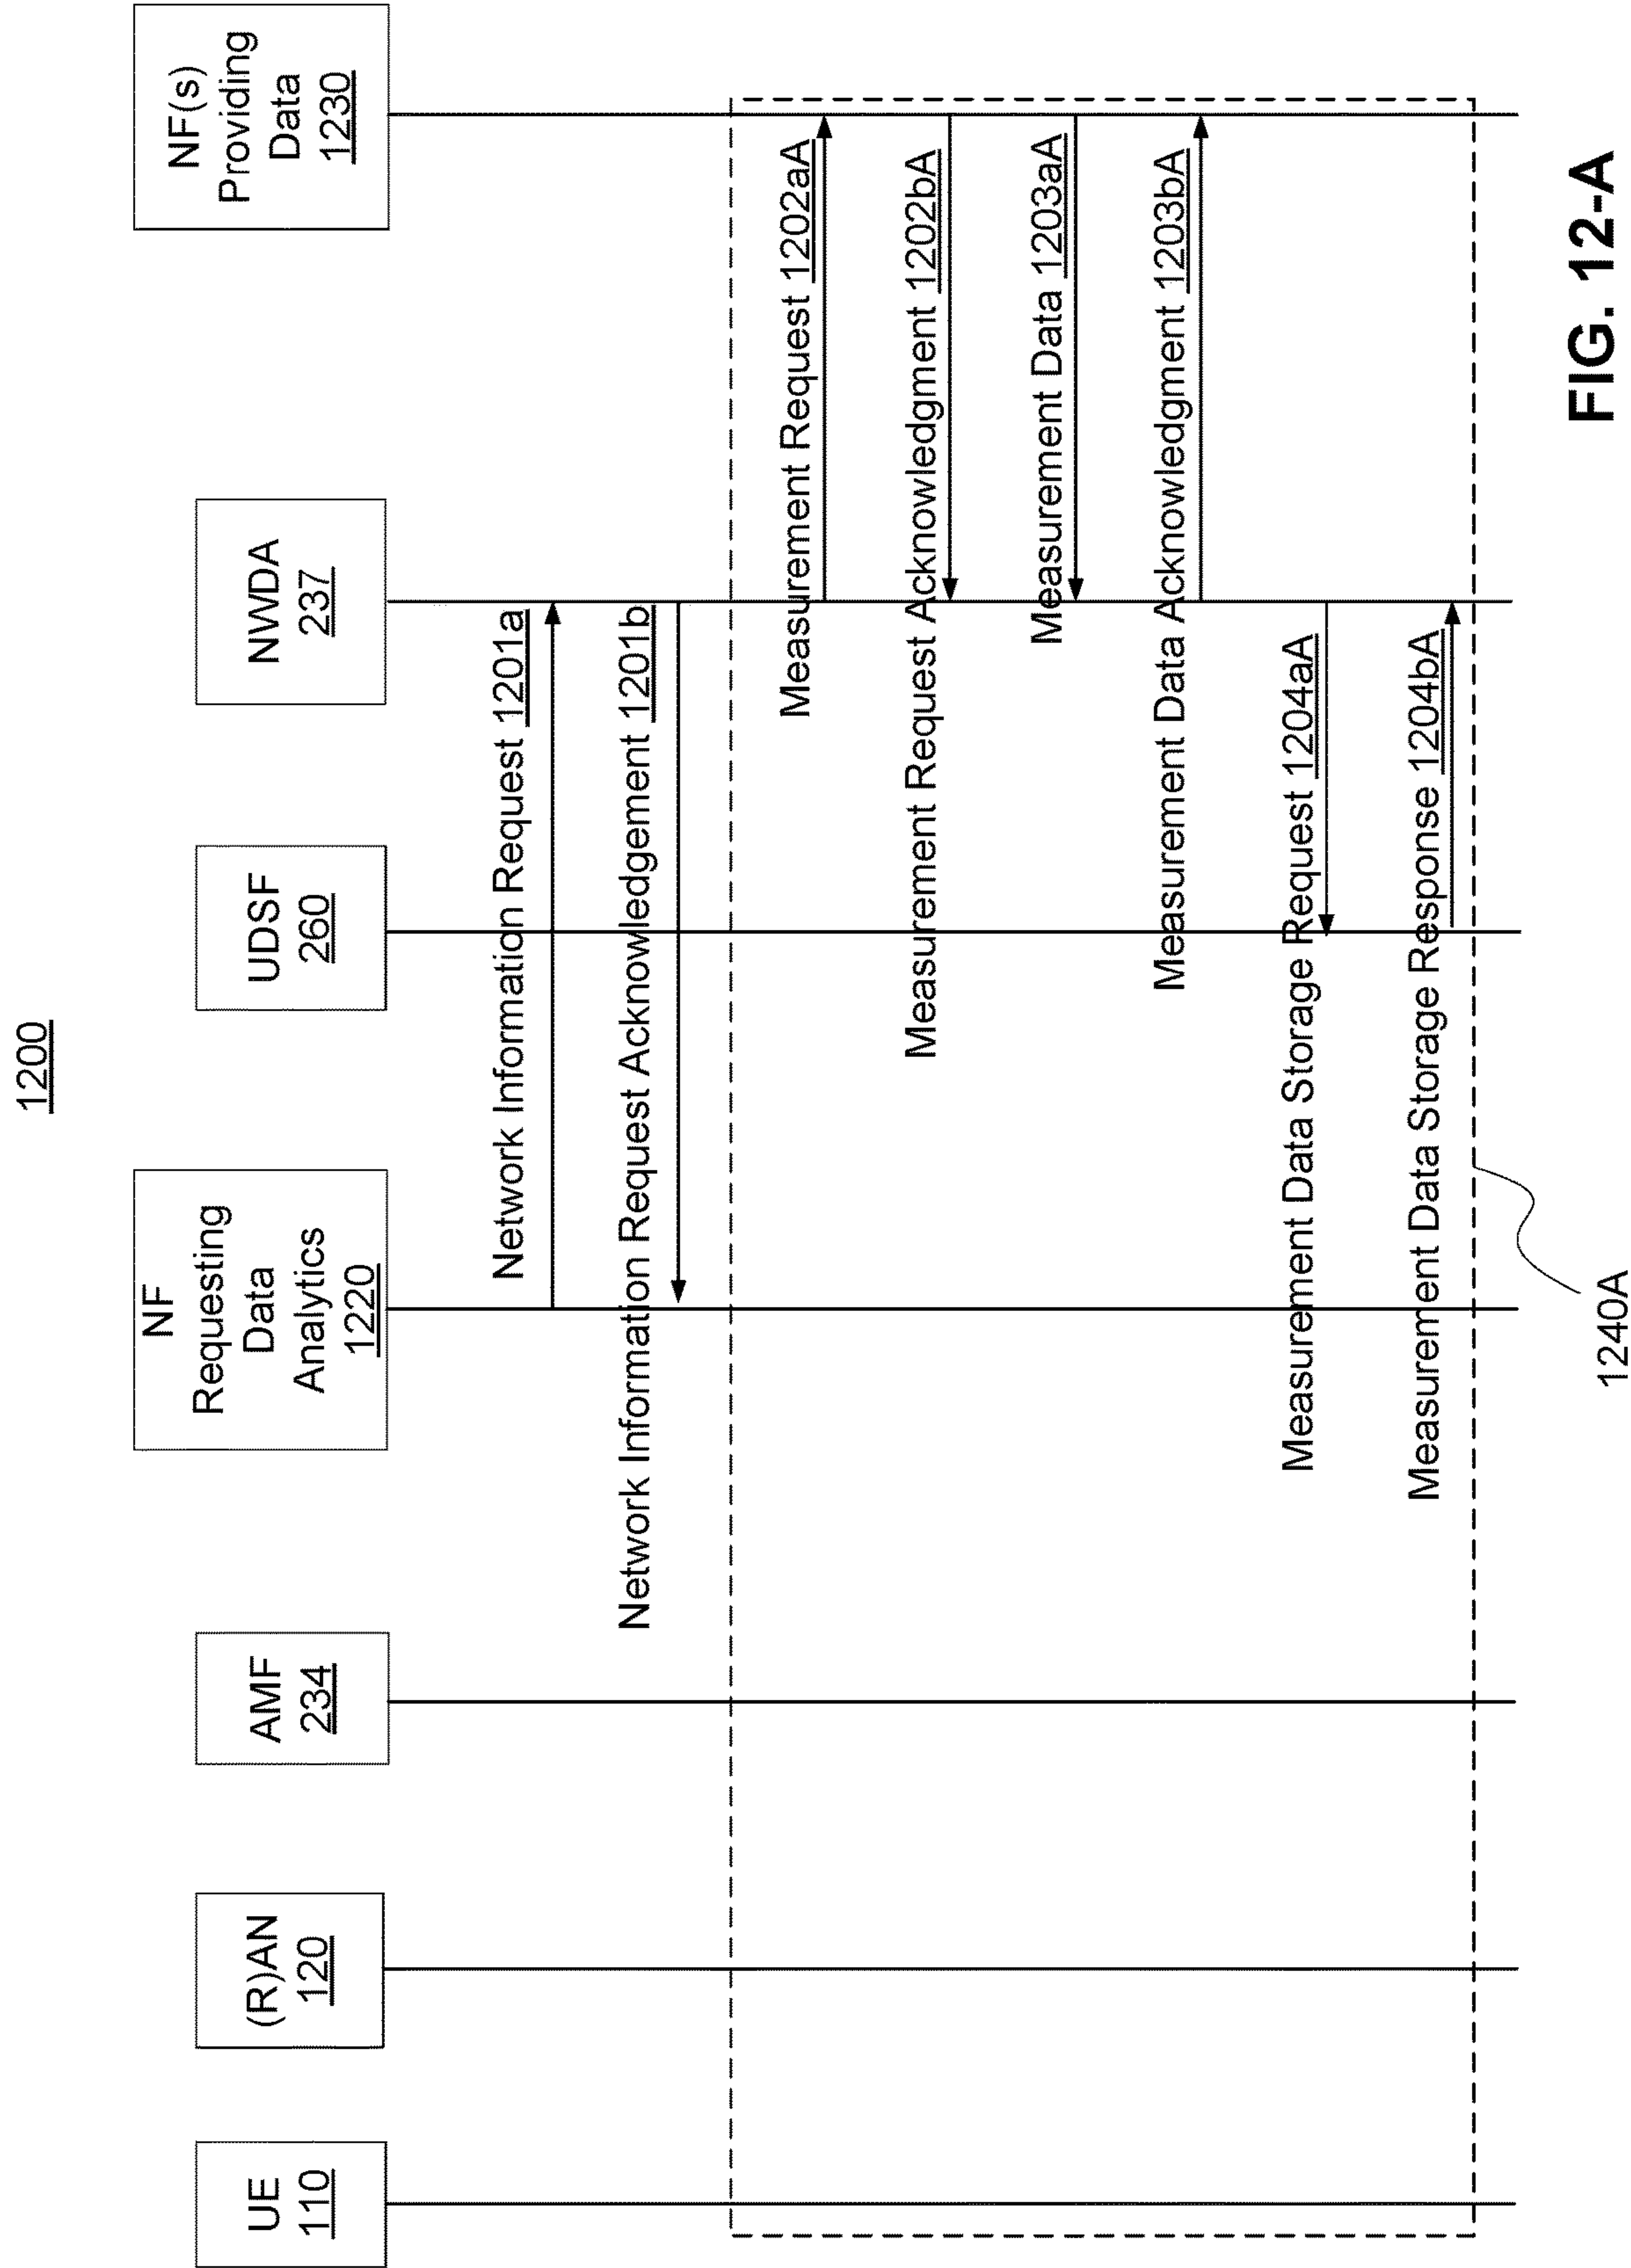 1200
UE
110
(R)AN
120
AMF
234
NF
Requesting
Data
Analytics
1220
UDSF
260
NWDA
237
NF(s)
Providing
Data
1230
Network Information Request 1201a
Network Information Request Acknowledgement 1201b
Measurement Request 1202aA
Measurement Request Acknowledgment 1202bA
Measurement Data 1203aA
Measurement Data Acknowledgment 1203bA
Measurement Data Storage Request 1204aA
Measurement Data Storage Response 1204bA
1240A
FIG. 12-A